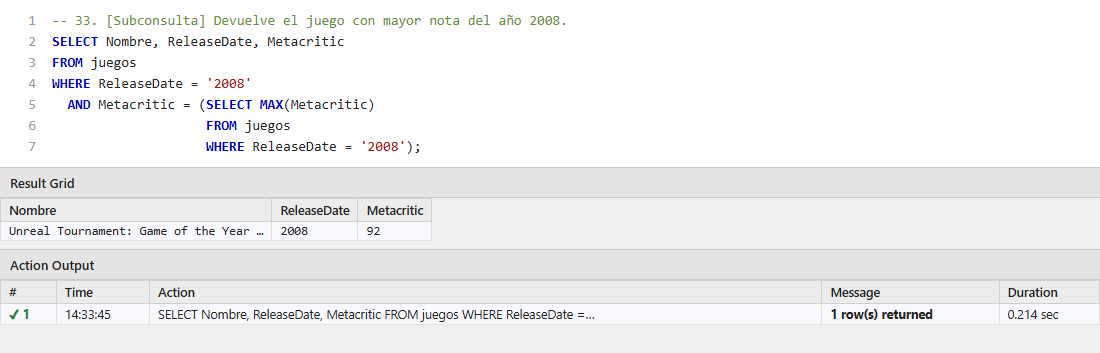 1 -- 33. [Subconsulta] Devuelve el juego con mayor nota del año 2008.
2 SELECT Nombre, ReleaseDate, Metacritic
3 FROM juegos
4 WHERE ReleaseDate = '2008'
5 AND Metacritic = (SELECT MAX(Metacritic)
6 FROM juegos
7 WHERE ReleaseDate = '2008');
Result Grid
Nombre ReleaseDate Metacritic
Unreal Tournament: Game of the Year … 2008 92
Action Output
# Time Action Message Duration
✓ 1 14:33:45 SELECT Nombre, ReleaseDate, Metacritic FROM juegos WHERE ReleaseDate =... 1 row(s) returned 0.214 sec